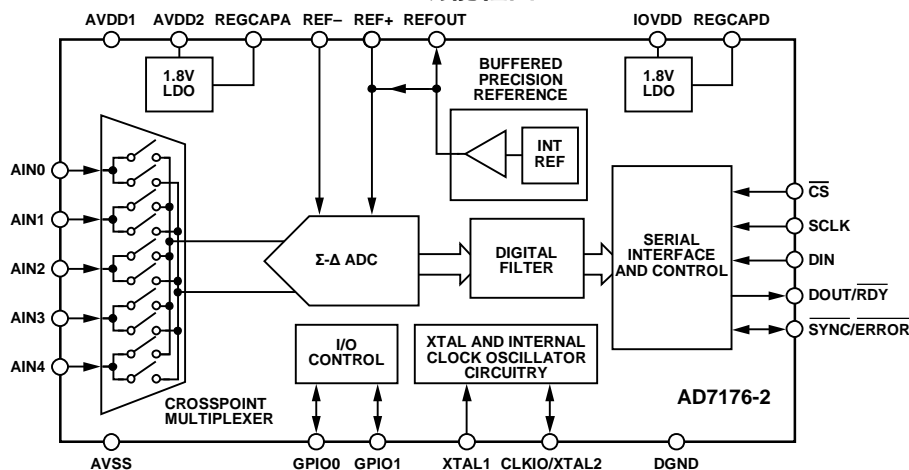 AVDD1 AVDD2 REGCAPA REF– REF+ REFOUT IOVDD REGCAPD
1.8V
LDO
BUFFERED
PRECISION
REFERENCE
1.8V
LDO
INT
REF
AIN0
AIN1
AIN2
AIN3
AIN4
Σ-Δ ADC
DIGITAL
FILTER
SERIAL
INTERFACE
AND CONTROL
CS
SCLK
DIN
DOUT/RDY
SYNC/ERROR
I/O
CONTROL
XTAL AND INTERNAL
CLOCK OSCILLATOR
CIRCUITRY
CROSSPOINT
MULTIPLEXER
AD7176-2
AVSS GPIO0 GPIO1 XTAL1 CLKIO/XTAL2 DGND